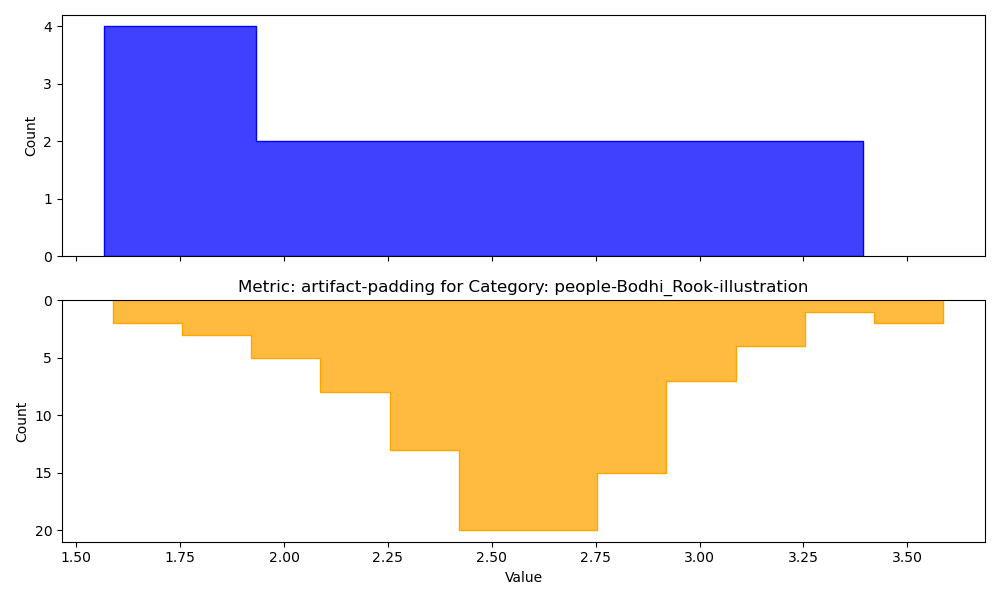 4
3
2
1
0
Count
Metric: artifact-padding for Category: people-Bodhi_Rook-illustration
0
5
10
15
20
Count
1.50 1.75 2.00 2.25 2.50 2.75 3.00 3.25 3.50
Value